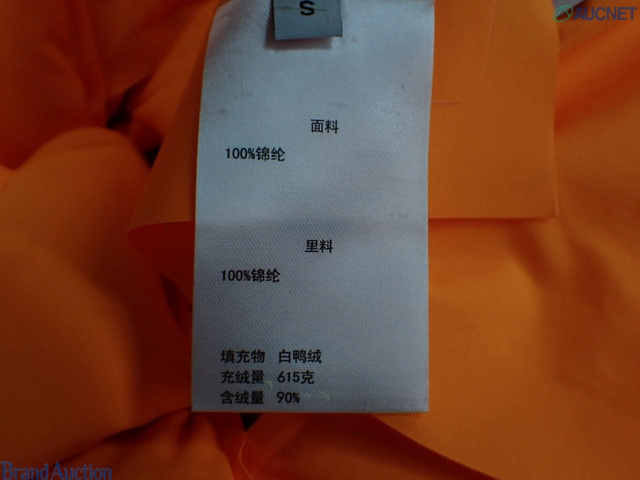 S
AUCNET
面料
100%锦纶
里料
100%锦纶
填充物 白鸭绒
充绒量 615克
含绒量 90%
Brand Auction